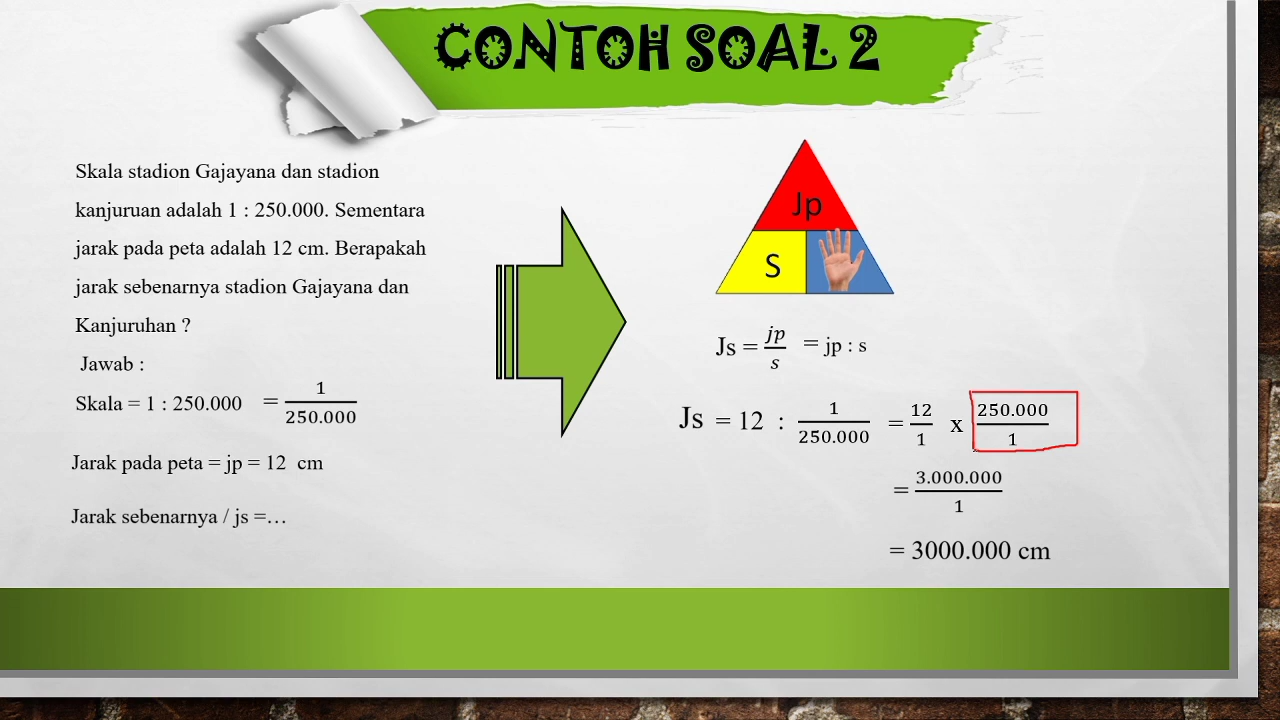 CONTOH SOAL 2
Skala stadion Gajayana dan stadion
kanjuruan adalah 1 : 250.000. Sementara
jarak pada peta adalah 12 cm. Berapakah
jarak sebenarnya stadion Gajayana dan
Kanjuruhan ?
Jawab :
Skala = 1 : 250.000 = 1/250.000
Jarak pada peta = jp = 12 cm
Jarak sebenarnya / js =…
Jp
S
Js = jp/s = jp : s
Js = 12 : 1/250.000 = 12/1 x 250.000/1
= 3.000.000/1
= 3000.000 cm